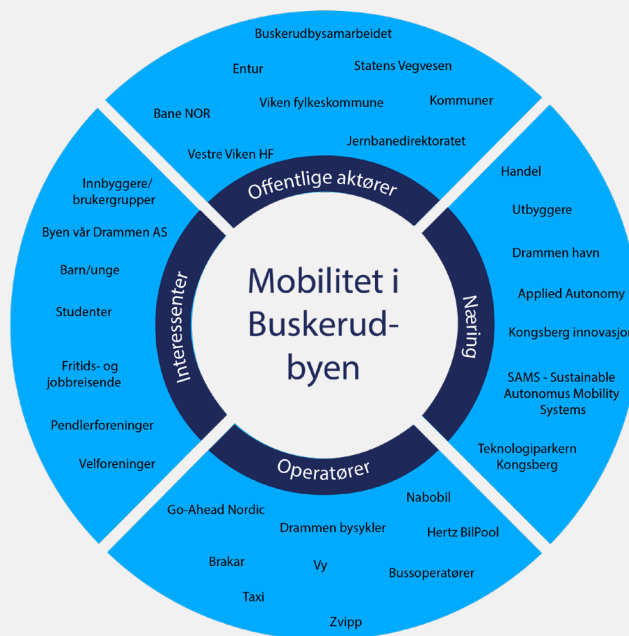 Buskerudbysamarbeidet
Entur
Statens Vegvesen
Bane NOR
Viken fylkeskommune
Kommuner
Vestre Viken HF
Jernbanedirektoratet
Offentlige aktører
Handel
Utbyggere
Drammen havn
Applied Autonomy
Kongsberg innovasjon
SAMS - Sustainable
Autonomus Mobility
Systems
Teknologiparkern
Kongsberg
Næring
Innbyggere/
brukergrupper
Byen vår Drammen AS
Barn/unge
Studenter
Fritids- og
jobbreisende
Pendlerforeninger
Velforeninger
Interessenter
Mobilitet i
Buskerud-
byen
Operatører
Go-Ahead Nordic
Nabobil
Drammen bysykler
Hertz BilPool
Brakar
Vy
Bussoperatører
Taxi
Zvipp